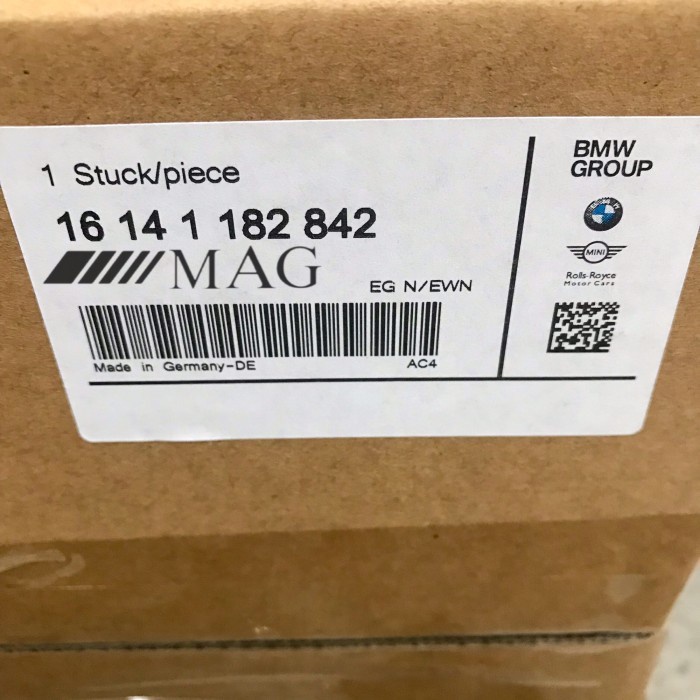 1 Stuck/piece
16 14 1 182 842
MAG
EG N/EWN
Made in Germany-DE
AC4
BMW
GROUP
MINI
Rolls-Royce
Motor Cars